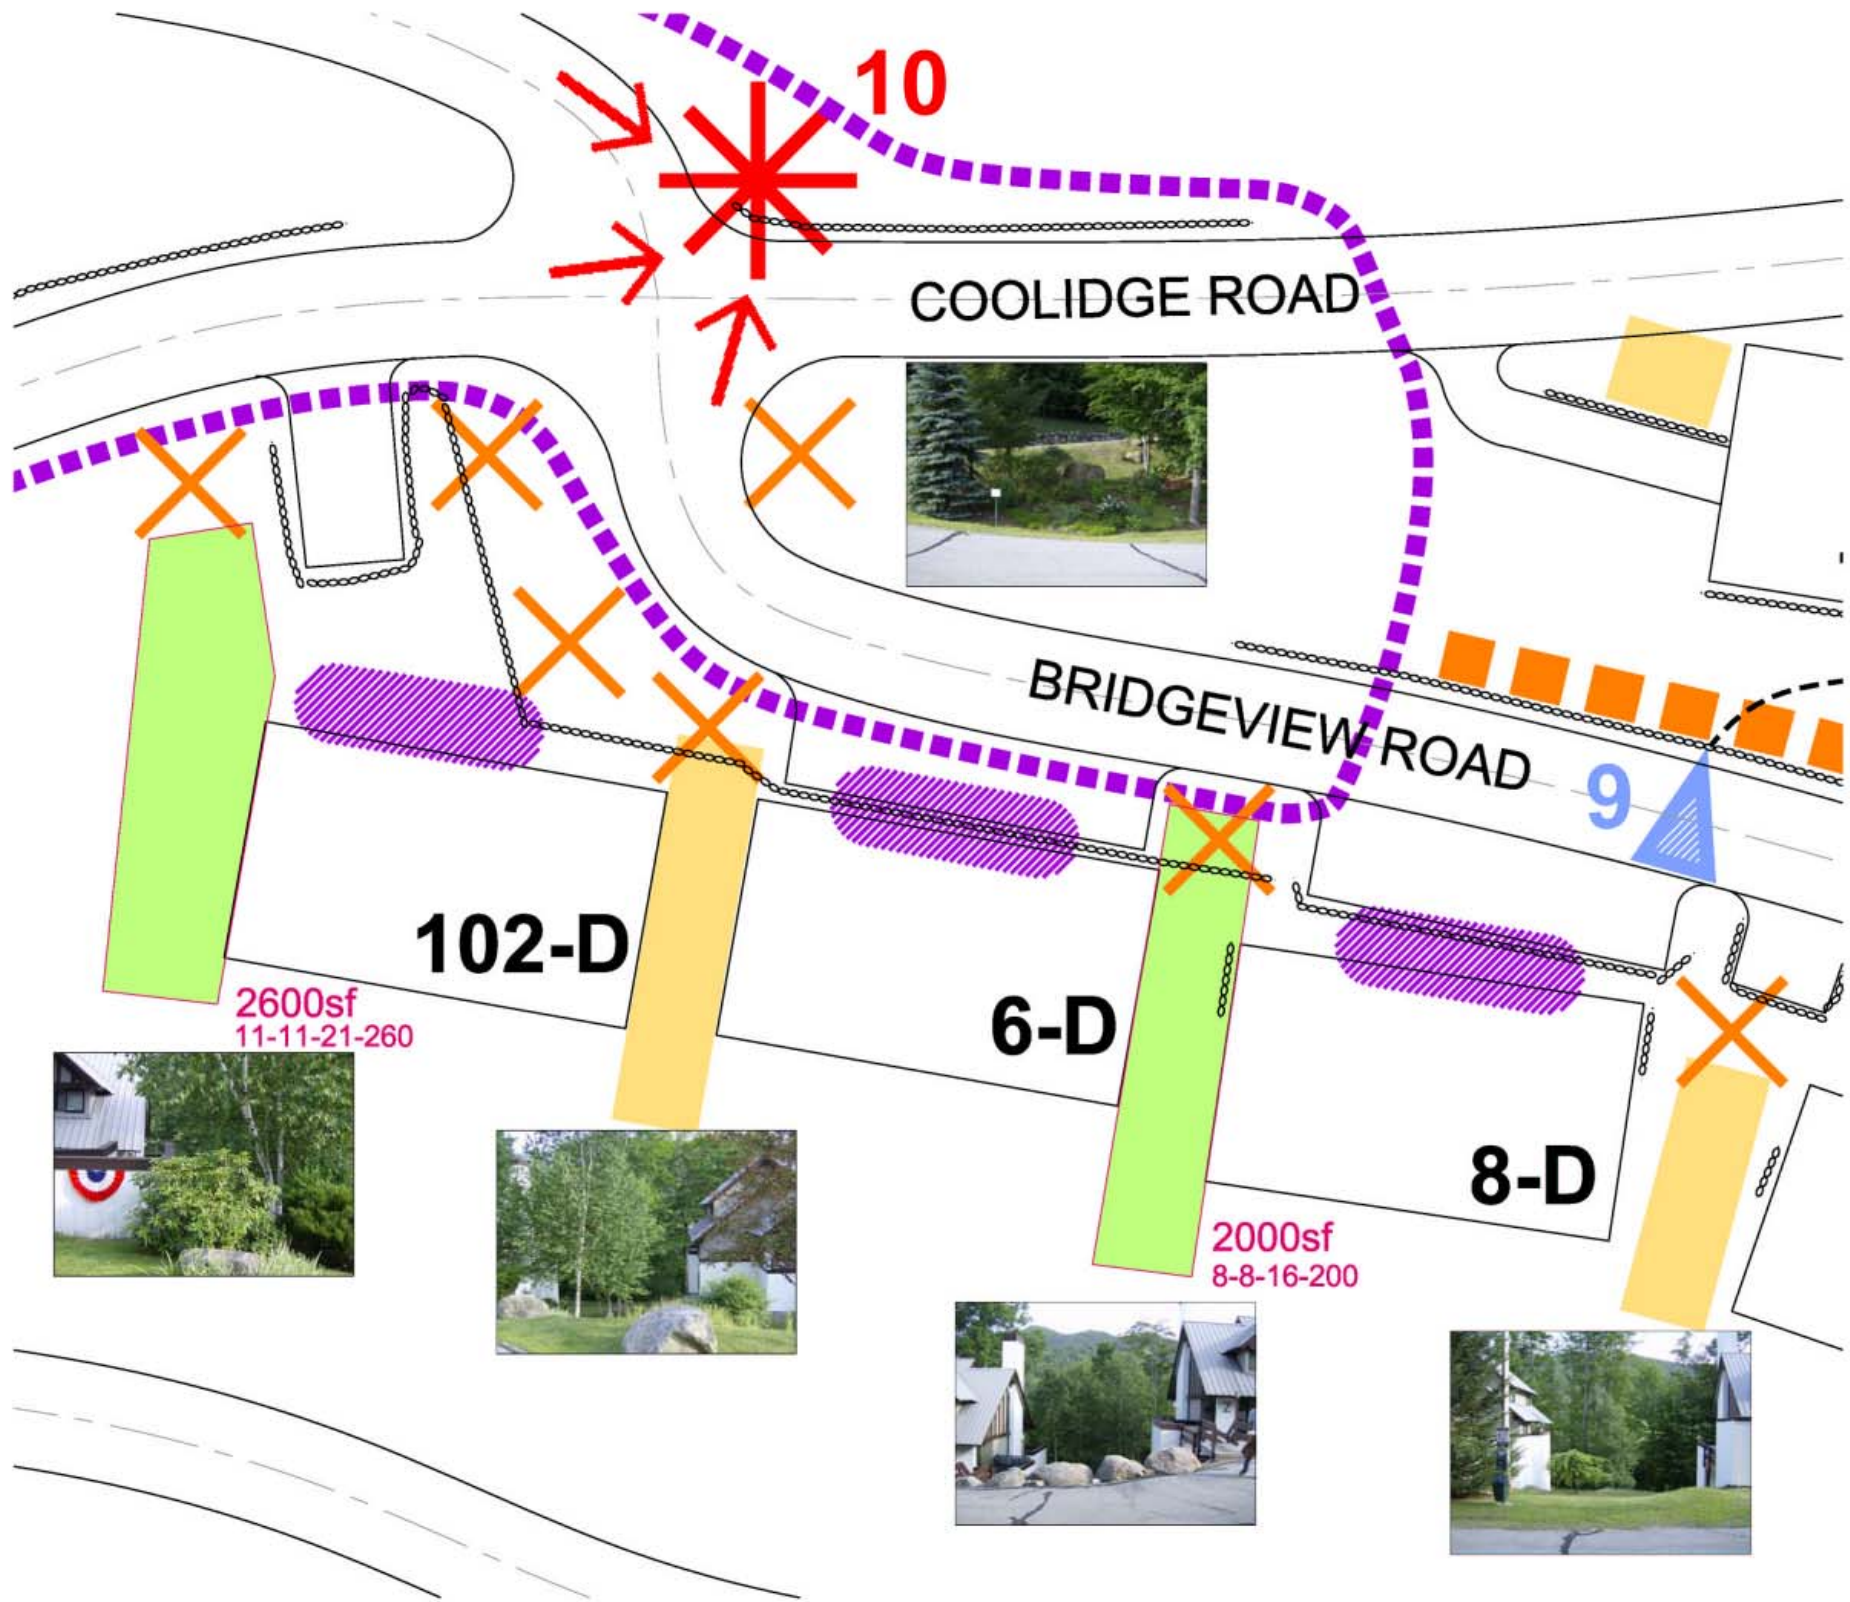 10
COOLIDGE ROAD
BRIDGEVIEW ROAD
9
102-D
2600sf
11-11-21-260
6-D
8-D
2000sf
8-8-16-200